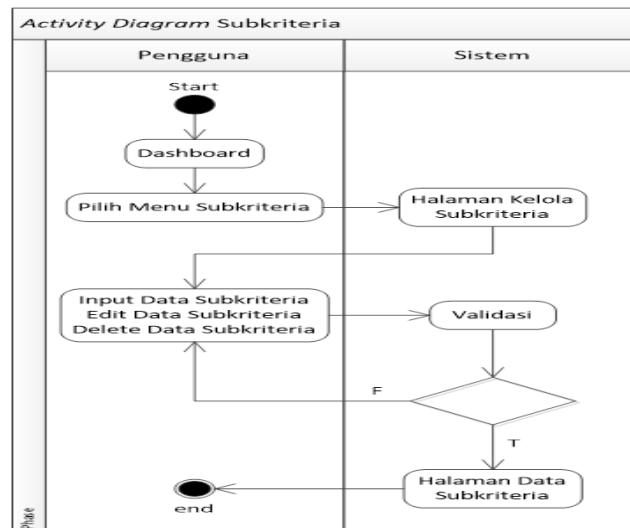 Activity Diagram Subkriteria
Pengguna
Sistem
Start
Dashboard
Pilih Menu Subkriteria
Halaman Kelola
Subkriteria
Input Data Subkriteria
Edit Data Subkriteria
Delete Data Subkriteria
Validasi
F
T
Halaman Data
Subkriteria
end
Phase